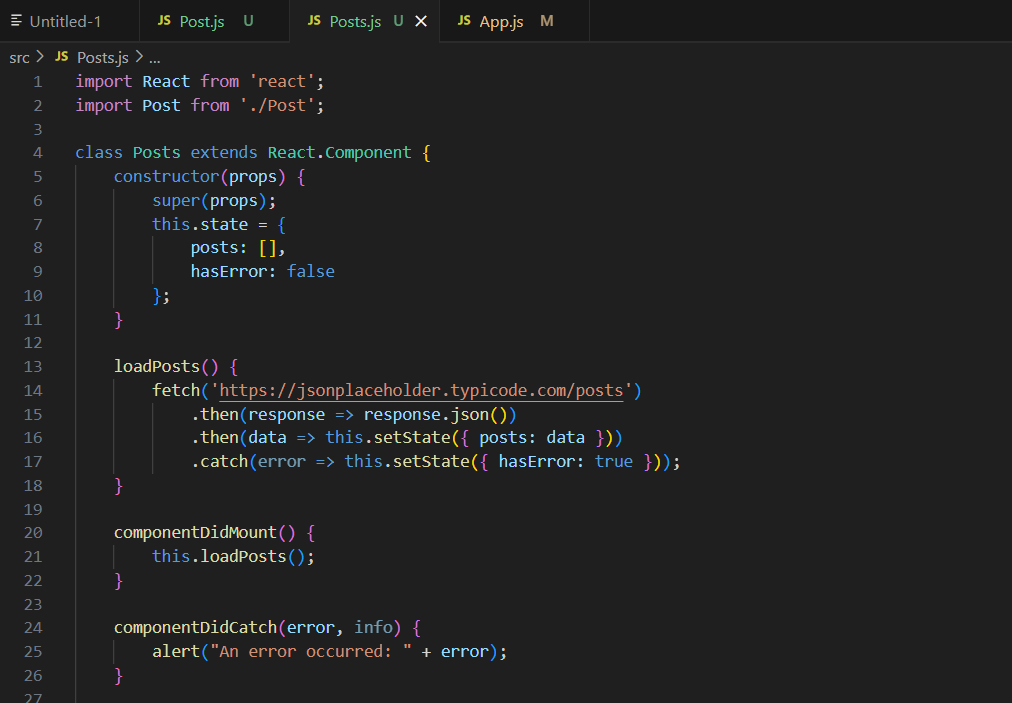 Untitled-1 JS Post.js U JS Posts.js U × JS App.js M
src > JS Posts.js > ...
1 import React from 'react';
2 import Post from './Post';
3
4 class Posts extends React.Component {
5     constructor(props) {
6         super(props);
7         this.state = {
8             posts: [],
9             hasError: false
10         };
11     }
12
13     loadPosts() {
14         fetch('https://jsonplaceholder.typicode.com/posts')
15             .then(response => response.json())
16             .then(data => this.setState({ posts: data }))
17             .catch(error => this.setState({ hasError: true }));
18     }
19
20     componentDidMount() {
21         this.loadPosts();
22     }
23
24     componentDidCatch(error, info) {
25         alert("An error occurred: " + error);
26     }
27